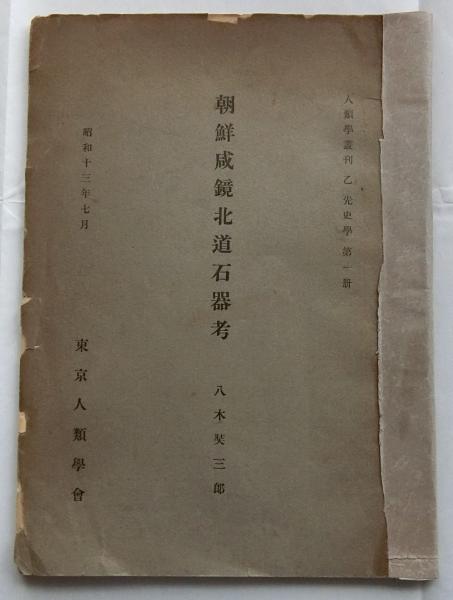 人類學叢刊 乙 先史學 第一册
朝鮮咸鏡北道石器考
八木奘三郎
昭和十三年七月
東京人類學會